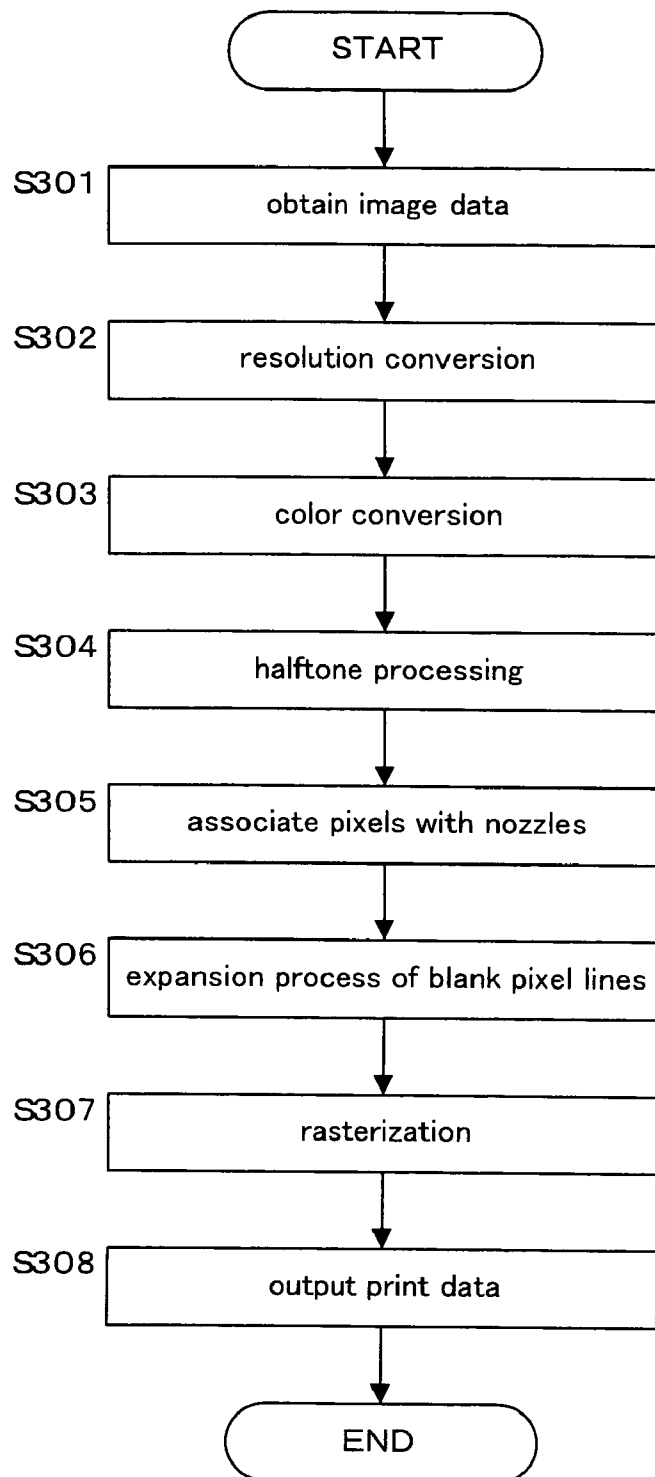 START
S301
obtain image data
S302
resolution conversion
S303
color conversion
S304
halftone processing
S305
associate pixels with nozzles
S306
expansion process of blank pixel lines
S307
rasterization
S308
output print data
END